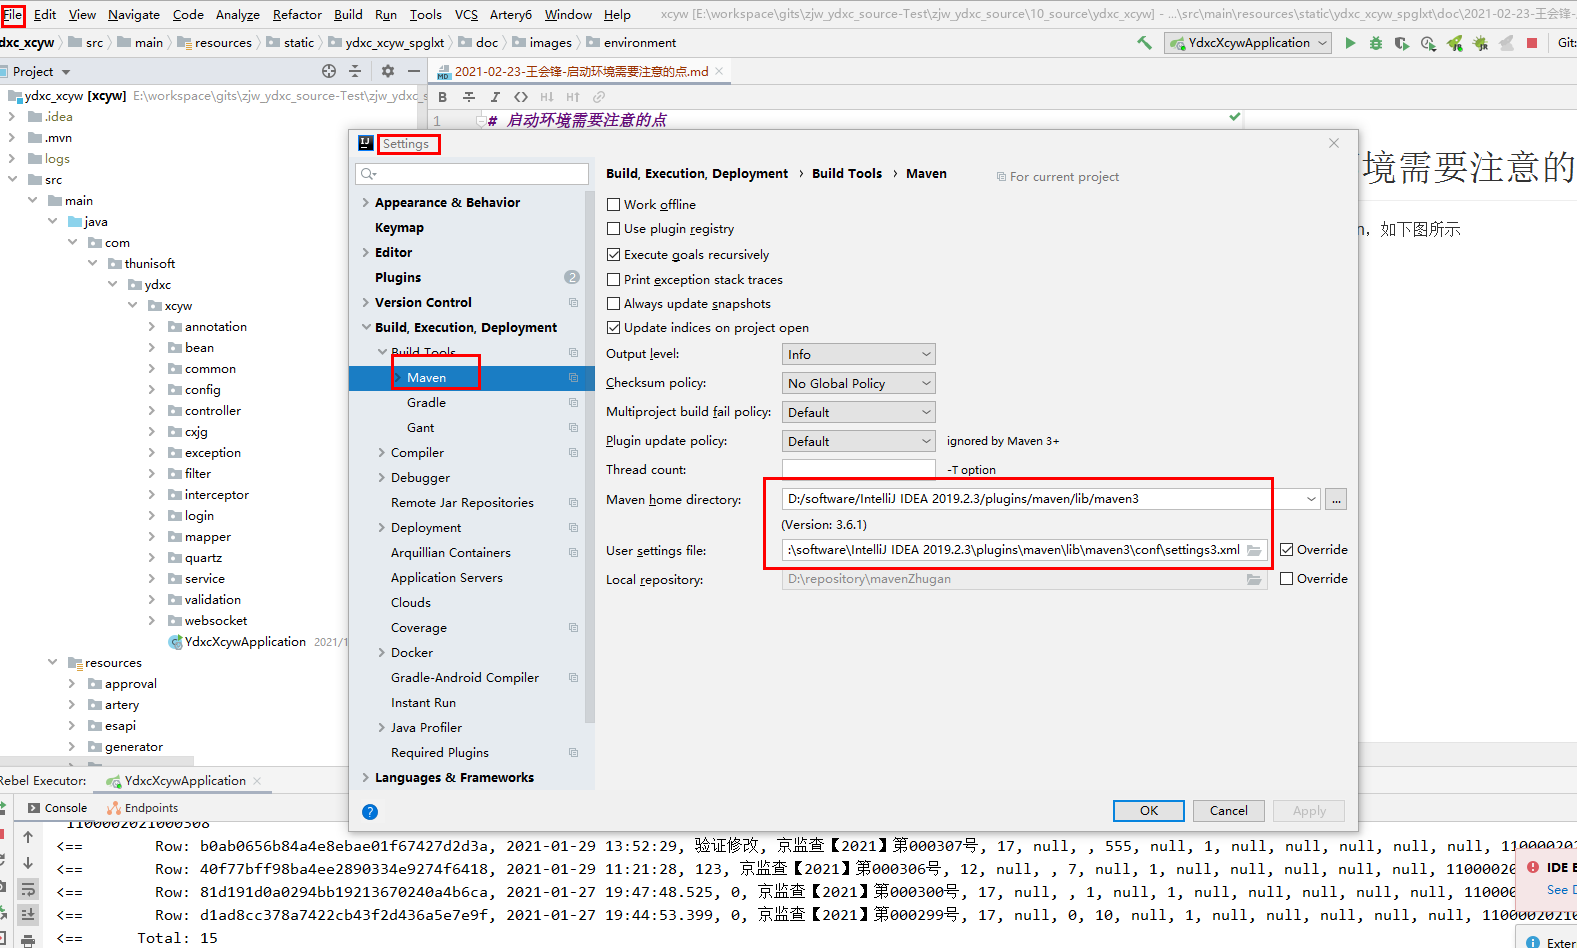 File Edit View Navigate Code Analyze Refactor Build Run Tools VCS Artery6 Window Help xcyw [E:\workspace\gits\zjw_ydxc_source-Test\zjw_ydxc_source\10_source\ydxc_xcyw] - ...\src\main\resources\static\ydxc_xcyw_spglxt\doc\2021-02-23-王会锋-
dxc_xcyw src main resources static ydxc_xcyw_spglxt doc images environment YdxcXcywApplication Git:
Project 2021-02-23-王会锋-启动环境需要注意的点.md
ydxc_xcyw [xcyw] E:\workspace\gits\zjw_ydxc_source-Test\zjw_ydxc_s
B I <> H↓ H↑
.idea
1 # 启动环境需要注意的点
.mvn
logs
src
main
java
com
thunisoft
ydxc
xcyw
annotation
bean
common
config
controller
cxjg
exception
filter
interceptor
login
mapper
quartz
service
validation
websocket
YdxcXcywApplication 2021/1
resources
approval
artery
esapi
generator
境需要注意的
n, 如下图所示
Settings
Appearance & Behavior
Keymap
Editor
Plugins 2
Version Control
Build, Execution, Deployment
Build Tools
Maven
Gradle
Gant
Compiler
Debugger
Remote Jar Repositories
Deployment
Arquillian Containers
Application Servers
Clouds
Coverage
Docker
Gradle-Android Compiler
Instant Run
Java Profiler
Required Plugins
Languages & Frameworks
Build, Execution, Deployment › Build Tools › Maven For current project
Work offline
Use plugin registry
Execute goals recursively
Print exception stack traces
Always update snapshots
Update indices on project open
Output level: Info
Checksum policy: No Global Policy
Multiproject build fail policy: Default
Plugin update policy: Default ignored by Maven 3+
Thread count: -T option
Maven home directory: D:/software/IntelliJ IDEA 2019.2.3/plugins/maven/lib/maven3 ...
(Version: 3.6.1)
User settings file: :\software\IntelliJ IDEA 2019.2.3\plugins\maven\lib\maven3\conf\settings3.xml Override
Local repository: D:\repository\mavenZhugan Override
? OK Cancel Apply
Rebel Executor: YdxcXcywApplication
Console Endpoints
1100002021000308
<== Row: b0ab0656b84a4e8ebae01f67427d2d3a, 2021-01-29 13:52:29, 验证修改, 京监查【2021】第000307号, 17, null, , 555, null, 1, null, null, null, null, null, 110000202
<== Row: 40f77bff98ba4ee2890334e9274f6418, 2021-01-29 11:21:28, 123, 京监查【2021】第000306号, 12, null, , 7, null, 1, null, null, null, null, null, 11000020210
<== Row: 81d191d0a0294bb19213670240a4b6ca, 2021-01-27 19:47:48.525, 0, 京监查【2021】第000300号, 17, null, , 1, null, 1, null, null, null, null, null, 110000
<== Row: d1ad8cc378a7422cb43f2d436a5e7e9f, 2021-01-27 19:44:53.399, 0, 京监查【2021】第000299号, 17, null, 0, 10, null, 1, null, null, null, null, null, 1100002021
<== Total: 15
IDE E
See D
Exter